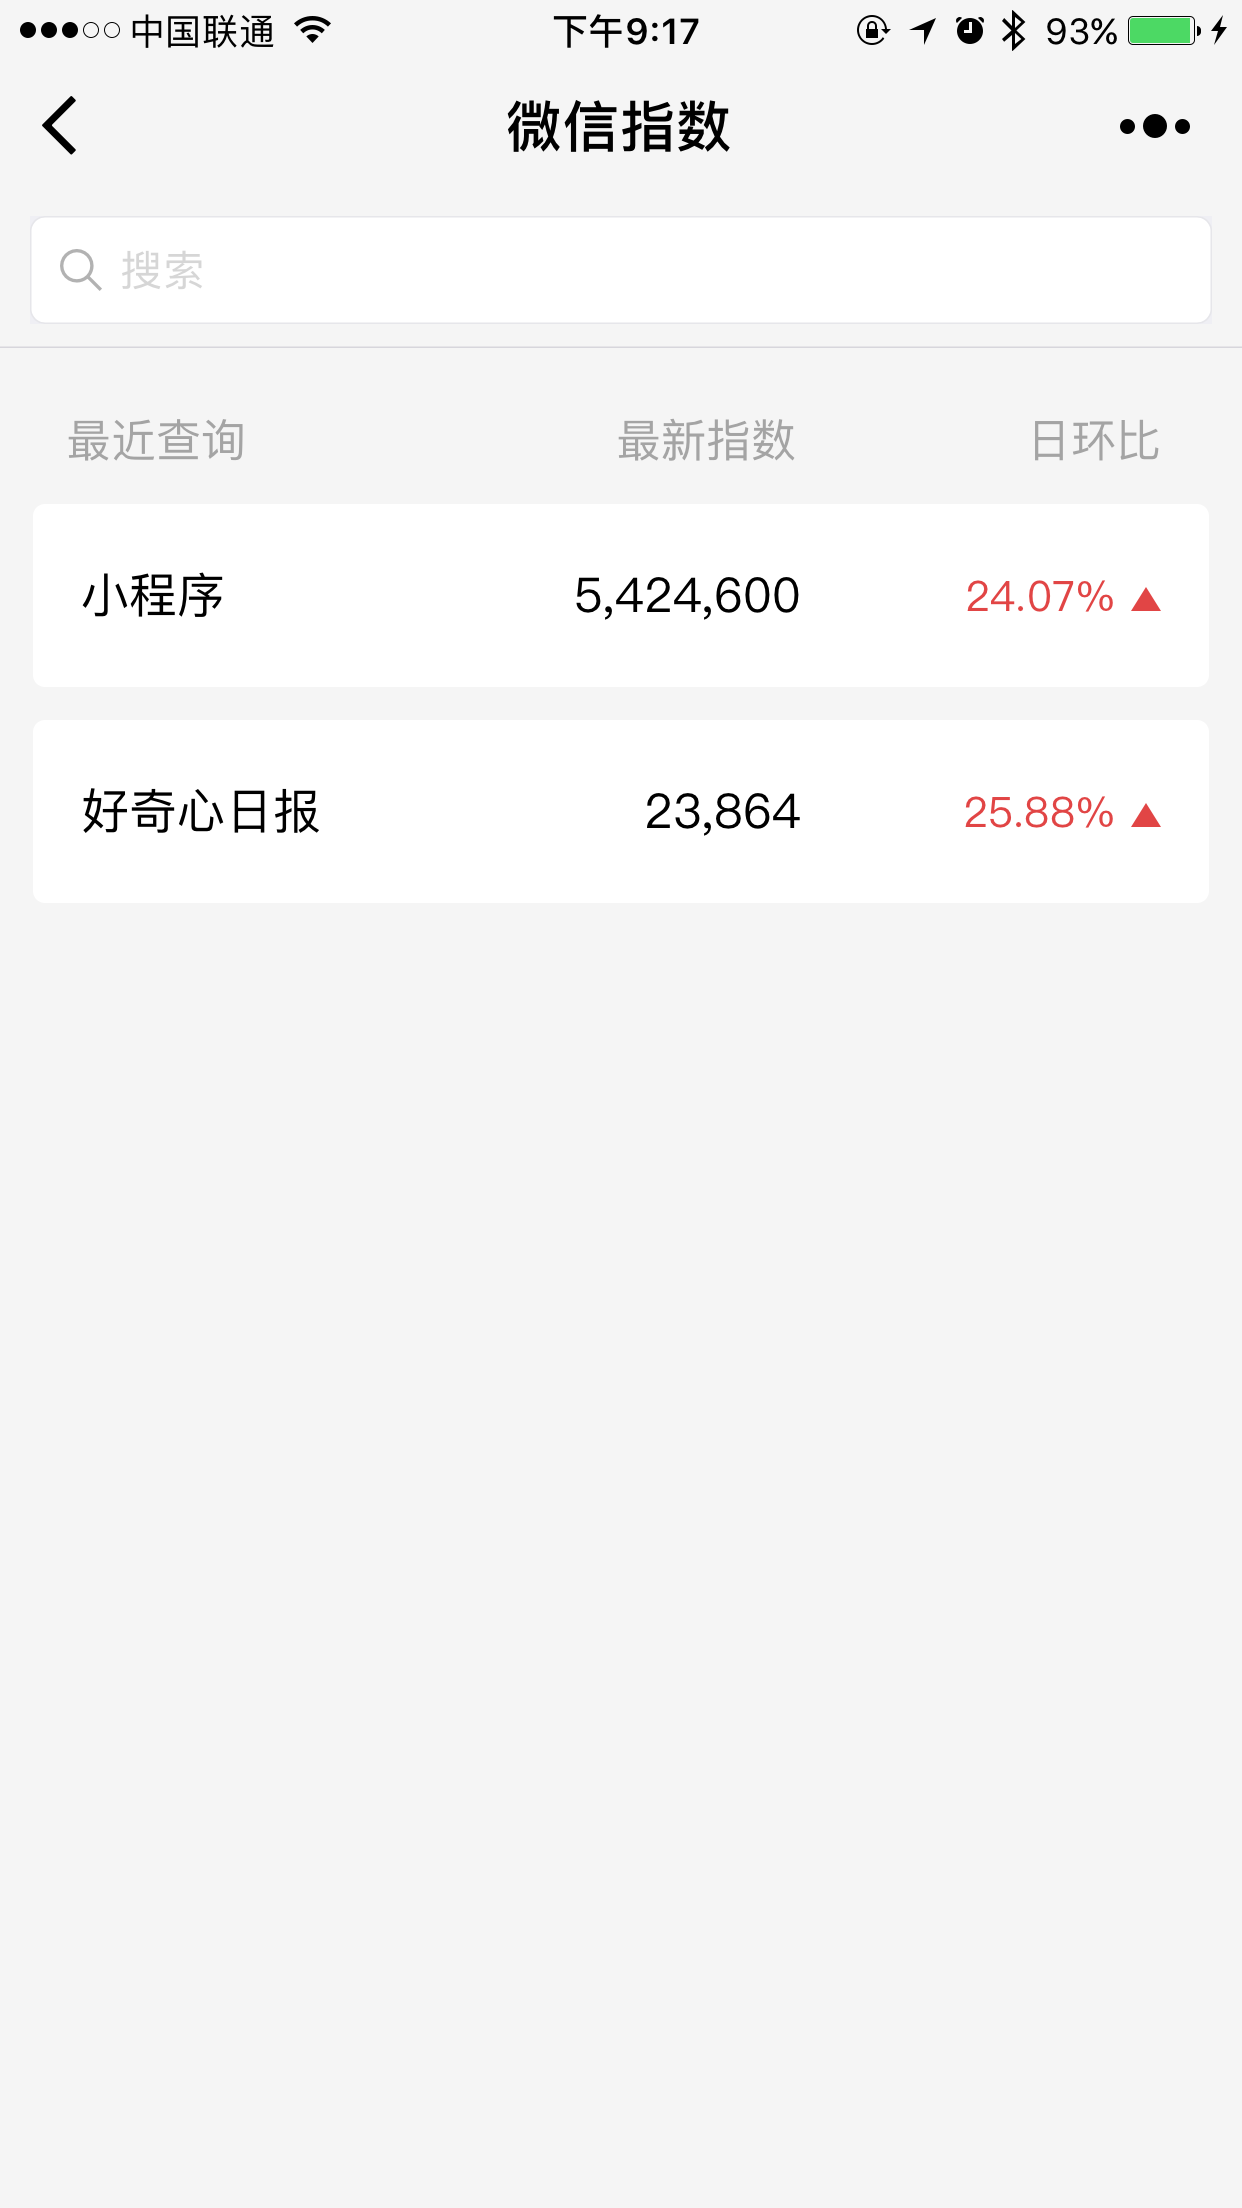 中国联通 下午9:17 93%
微信指数
搜索
最近查询 最新指数 日环比
小程序 5,424,600 24.07% ▲
好奇心日报 23,864 25.88% ▲